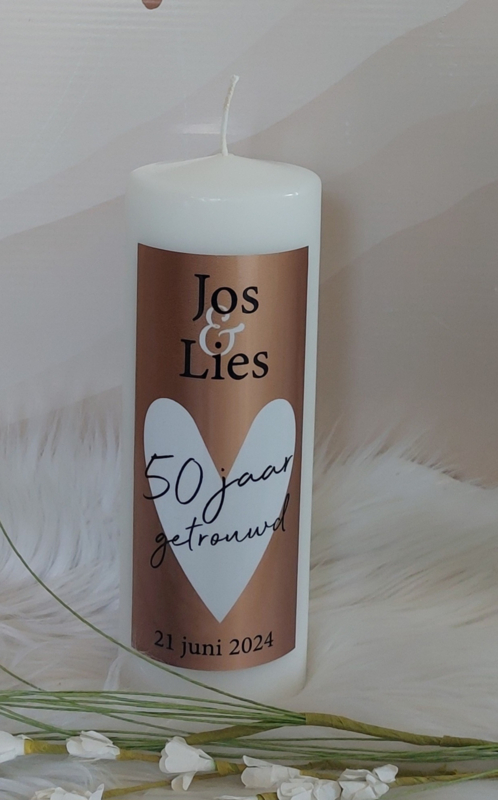 Jos
&
Lies
50 jaar
getrouwd
21 juni 2024